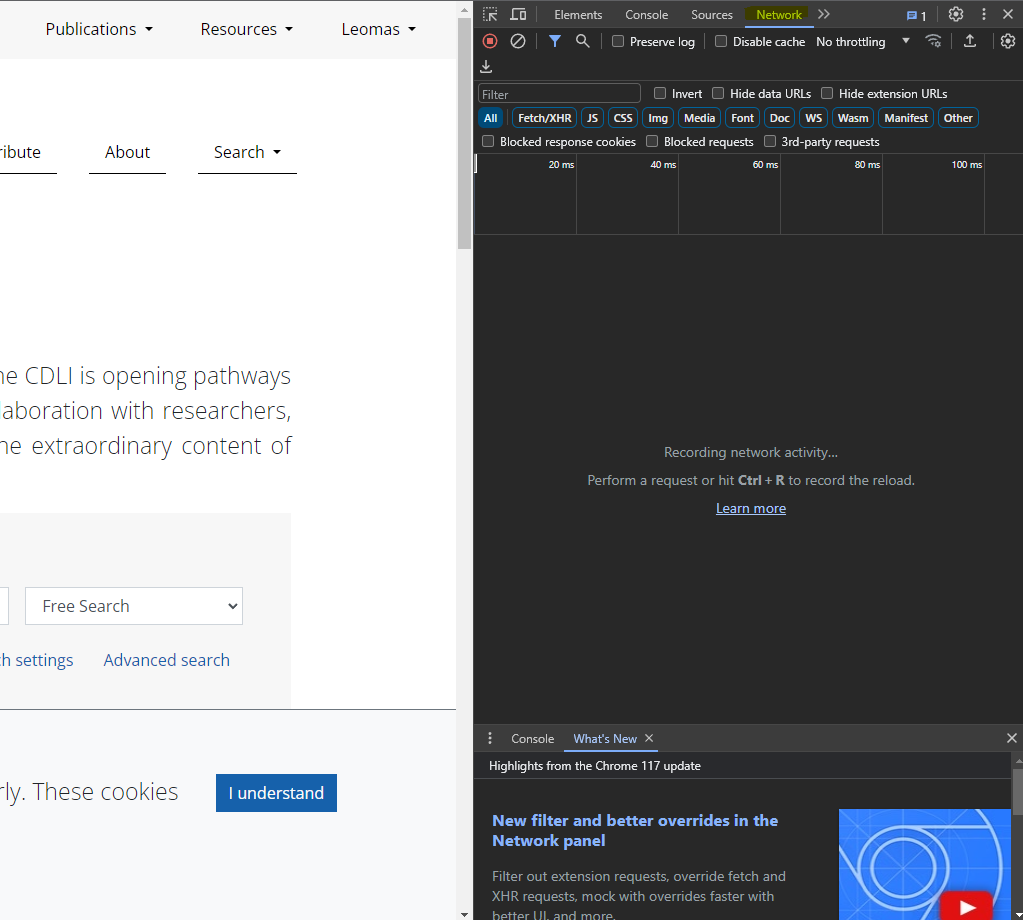 Publications
Resources
Leomas
ribute
About
Search
he CDLI is opening pathways
laboration with researchers,
he extraordinary content of
Free Search
h settings
Advanced search
rly. These cookies
I understand
Elements
Console
Sources
Network
1
Preserve log
Disable cache
No throttling
Filter
Invert
Hide data URLs
Hide extension URLs
All
Fetch/XHR
JS
CSS
Img
Media
Font
Doc
WS
Wasm
Manifest
Other
Blocked response cookies
Blocked requests
3rd-party requests
20 ms
40 ms
60 ms
80 ms
100 ms
Recording network activity...
Perform a request or hit Ctrl + R to record the reload.
Learn more
Console
What's New
Highlights from the Chrome 117 update
New filter and better overrides in the
Network panel
Filter out extension requests, override fetch and
XHR requests, mock with overrides faster with
better UI, and more.